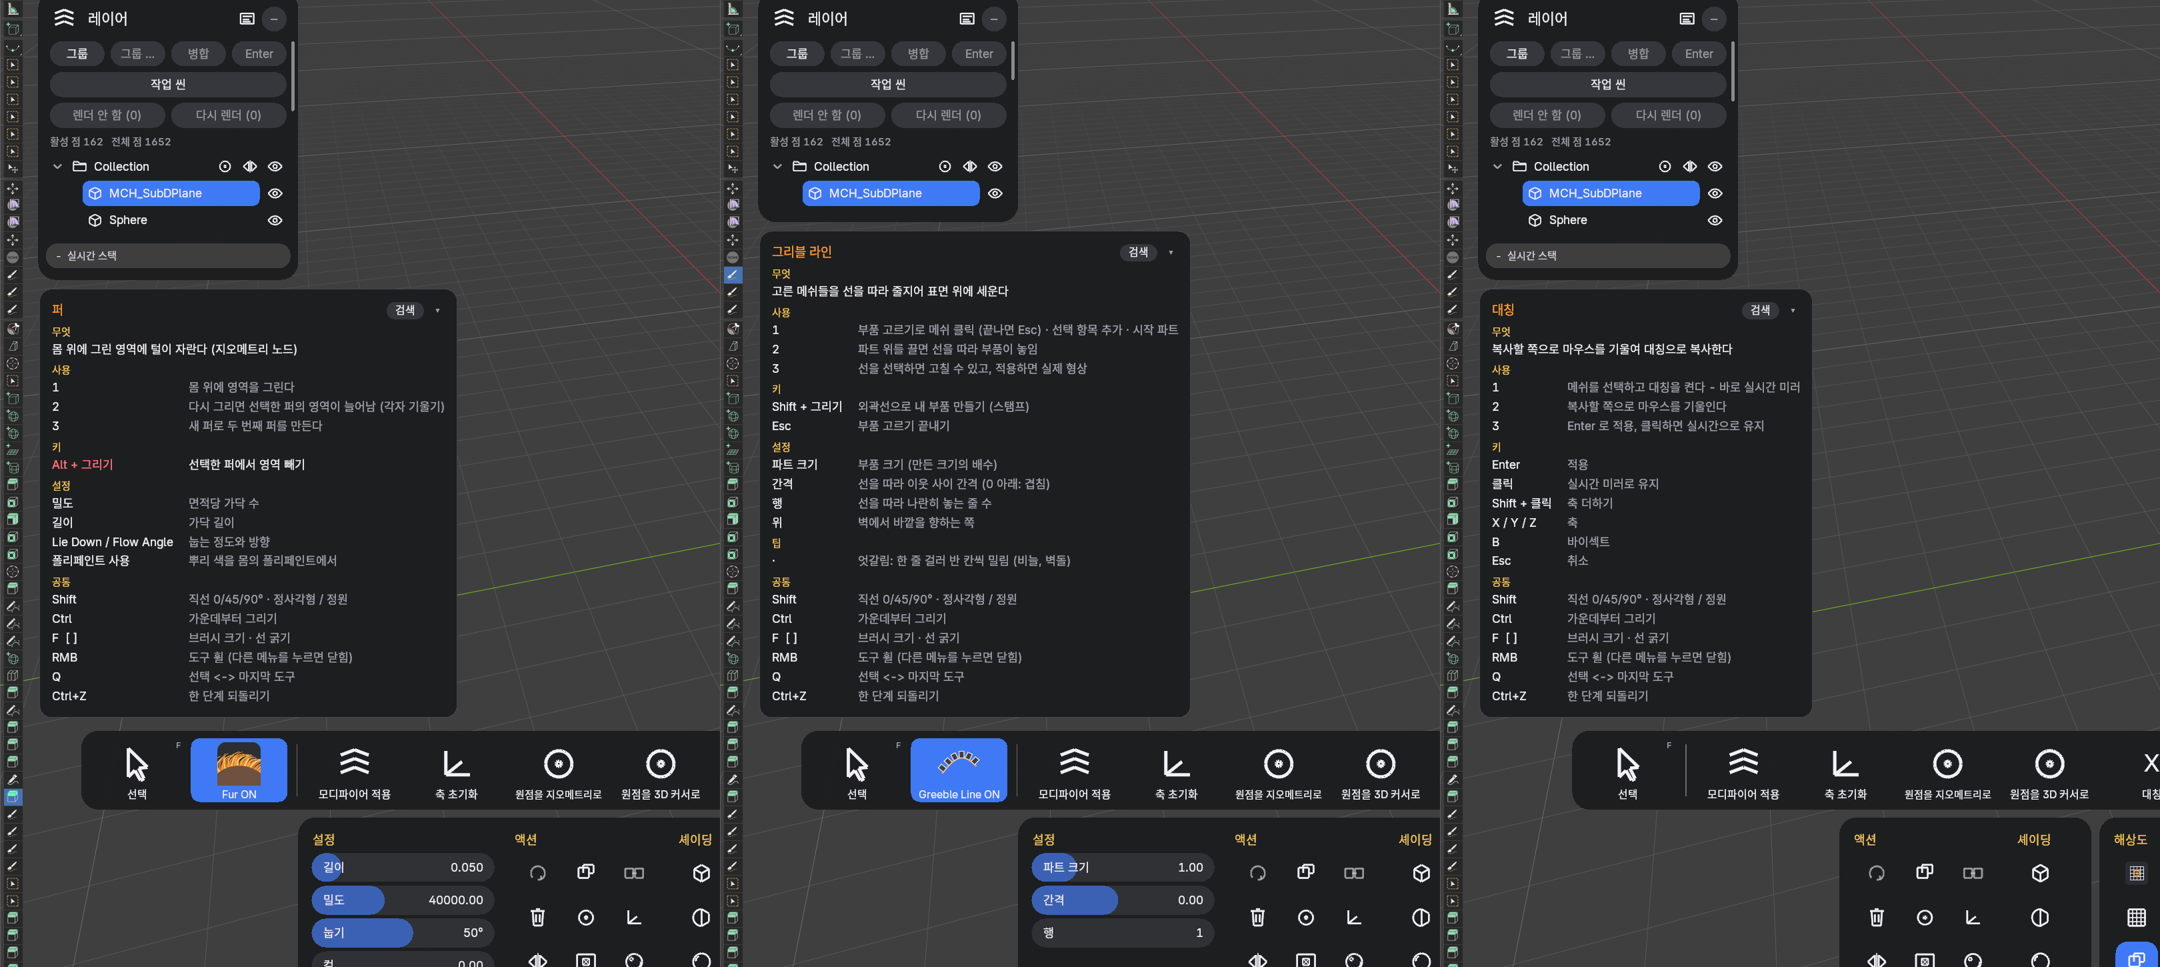 레이어
그룹 그룹 ... 병합 Enter
작업 씬
렌더 안 함 (0) 다시 렌더 (0)
활성 점 162 전체 점 1652
Collection
MCH_SubDPlane
Sphere
- 실시간 스택
퍼 검색
무엇
몸 위에 그린 영역에 털이 자란다 (지오메트리 노드)
사용
1 몸 위에 영역을 그린다
2 다시 그리면 선택한 퍼의 영역이 늘어남 (각자 기울기)
3 새 퍼로 두 번째 퍼를 만든다
키
Alt + 그리기 선택한 퍼에서 영역 빼기
설정
밀도 면적당 가닥 수
길이 가닥 길이
Lie Down / Flow Angle 눕는 정도와 방향
폴리페인트 사용 뿌리 색을 몸의 폴리페인트에서
공통
Shift 직선 0/45/90° · 정사각형 / 정원
Ctrl 가운데부터 그리기
F [ ] 브러시 크기 · 선 굵기
RMB 도구 휠 (다른 메뉴를 누르면 닫힘)
Q 선택 <-> 마지막 도구
Ctrl+Z 한 단계 되돌리기
F
선택 Fur ON 모디파이어 적용 축 초기화 원점을 지오메트리로 원점을 3D 커서로
설정 액션 셰이딩
길이 0.050
밀도 40000.00
눕기 50°
컬 0.00
레이어
그룹 그룹 ... 병합 Enter
작업 씬
렌더 안 함 (0) 다시 렌더 (0)
활성 점 162 전체 점 1652
Collection
MCH_SubDPlane
그리블 라인 검색
무엇
고른 메쉬들을 선을 따라 줄지어 표면 위에 세운다
사용
1 부품 고르기로 메쉬 클릭 (끝나면 Esc) · 선택 항목 추가 · 시작 파트
2 파트 위를 끌면 선을 따라 부품이 놓임
3 선을 선택하면 고칠 수 있고, 적용하면 실제 형상
키
Shift + 그리기 외곽선으로 내 부품 만들기 (스탬프)
Esc 부품 고르기 끝내기
설정
파트 크기 부품 크기 (만든 크기의 배수)
간격 선을 따라 이웃 사이 간격 (0 아래: 겹침)
행 선을 따라 나란히 놓는 줄 수
위 벽에서 바깥을 향하는 쪽
팁
· 엇갈림: 한 줄 걸러 반 칸씩 밀림 (비늘, 벽돌)
공통
Shift 직선 0/45/90° · 정사각형 / 정원
Ctrl 가운데부터 그리기
F [ ] 브러시 크기 · 선 굵기
RMB 도구 휠 (다른 메뉴를 누르면 닫힘)
Q 선택 <-> 마지막 도구
Ctrl+Z 한 단계 되돌리기
F
선택 Greeble Line ON 모디파이어 적용 축 초기화 원점을 지오메트리로 원점을 3D 커서로
설정 액션 셰이딩
파트 크기 1.00
간격 0.00
행 1
레이어
그룹 그룹 ... 병합 Enter
작업 씬
렌더 안 함 (0) 다시 렌더 (0)
활성 점 162 전체 점 1652
Collection
MCH_SubDPlane
Sphere
- 실시간 스택
대칭 검색
무엇
복사할 쪽으로 마우스를 기울여 대칭으로 복사한다
사용
1 메쉬를 선택하고 대칭을 켠다 - 바로 실시간 미러
2 복사할 쪽으로 마우스를 기울인다
3 Enter 로 적용, 클릭하면 실시간으로 유지
키
Enter 적용
클릭 실시간 미러로 유지
Shift + 클릭 축 더하기
X / Y / Z 축
B 바이섹트
Esc 취소
공통
Shift 직선 0/45/90° · 정사각형 / 정원
Ctrl 가운데부터 그리기
F [ ] 브러시 크기 · 선 굵기
RMB 도구 휠 (다른 메뉴를 누르면 닫힘)
Q 선택 <-> 마지막 도구
Ctrl+Z 한 단계 되돌리기
F
선택 모디파이어 적용 축 초기화 원점을 지오메트리로 원점을 3D 커서로
액션 셰이딩 해상도